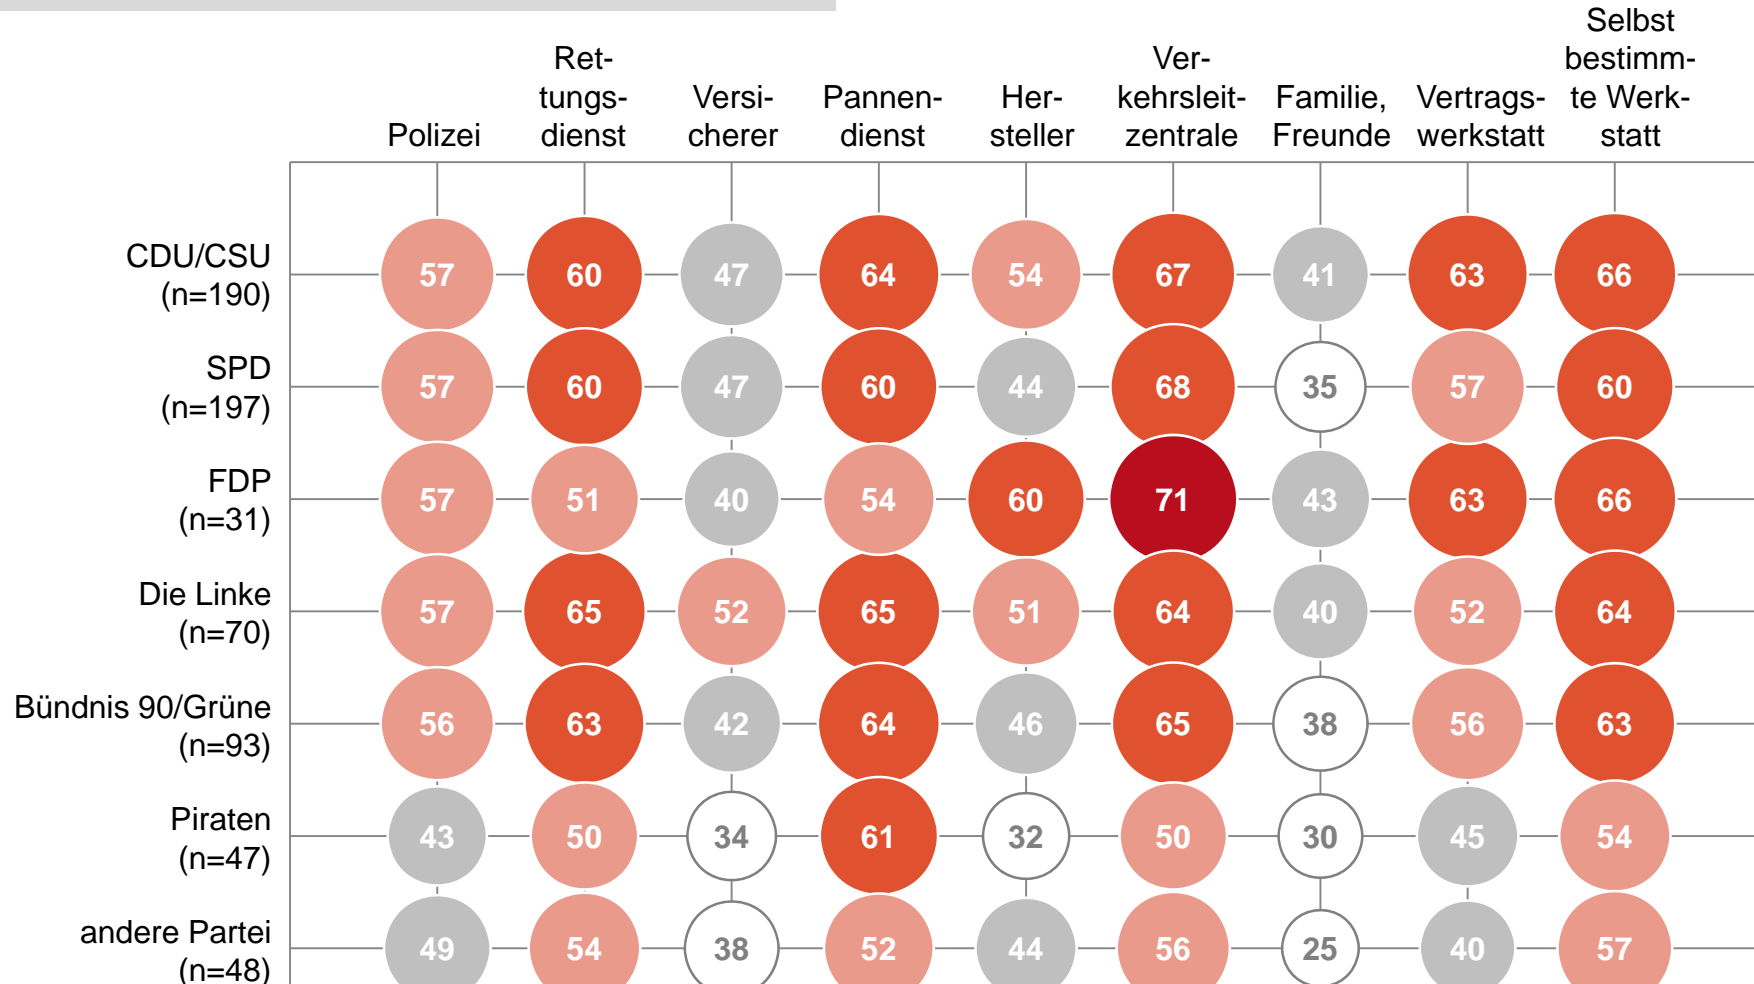 Polizei
Ret-
tungs-
dienst
Versi-
cherer
Pannen-
dienst
Her-
steller
Ver-
kehrsleit-
zentrale
Familie,
Freunde
Vertrags-
werkstatt
Selbst
bestimm-
te Werk-
statt
CDU/CSU
(n=190)
57 60 47 64 54 67 41 63 66
SPD
(n=197)
57 60 47 60 44 68 35 57 60
FDP
(n=31)
57 51 40 54 60 71 43 63 66
Die Linke
(n=70)
57 65 52 65 51 64 40 52 64
Bündnis 90/Grüne
(n=93)
56 63 42 64 46 65 38 56 63
Piraten
(n=47)
43 50 34 61 32 50 30 45 54
andere Partei
(n=48)
49 54 38 52 44 56 25 40 57